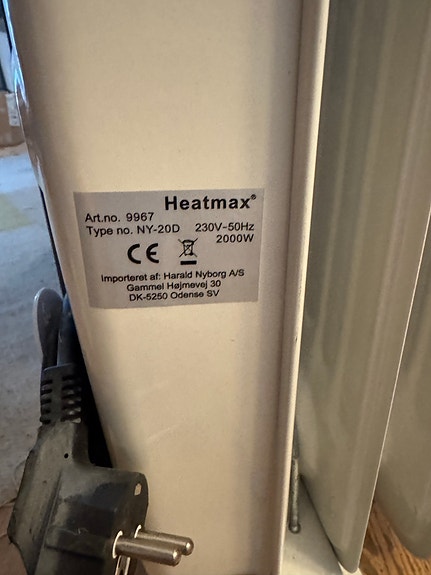 Heatmax®
Art.no. 9967
Type no. NY-20D 230V~50Hz
2000W
CE
Importeret af: Harald Nyborg A/S
Gammel Højmevej 30
DK-5250 Odense SV